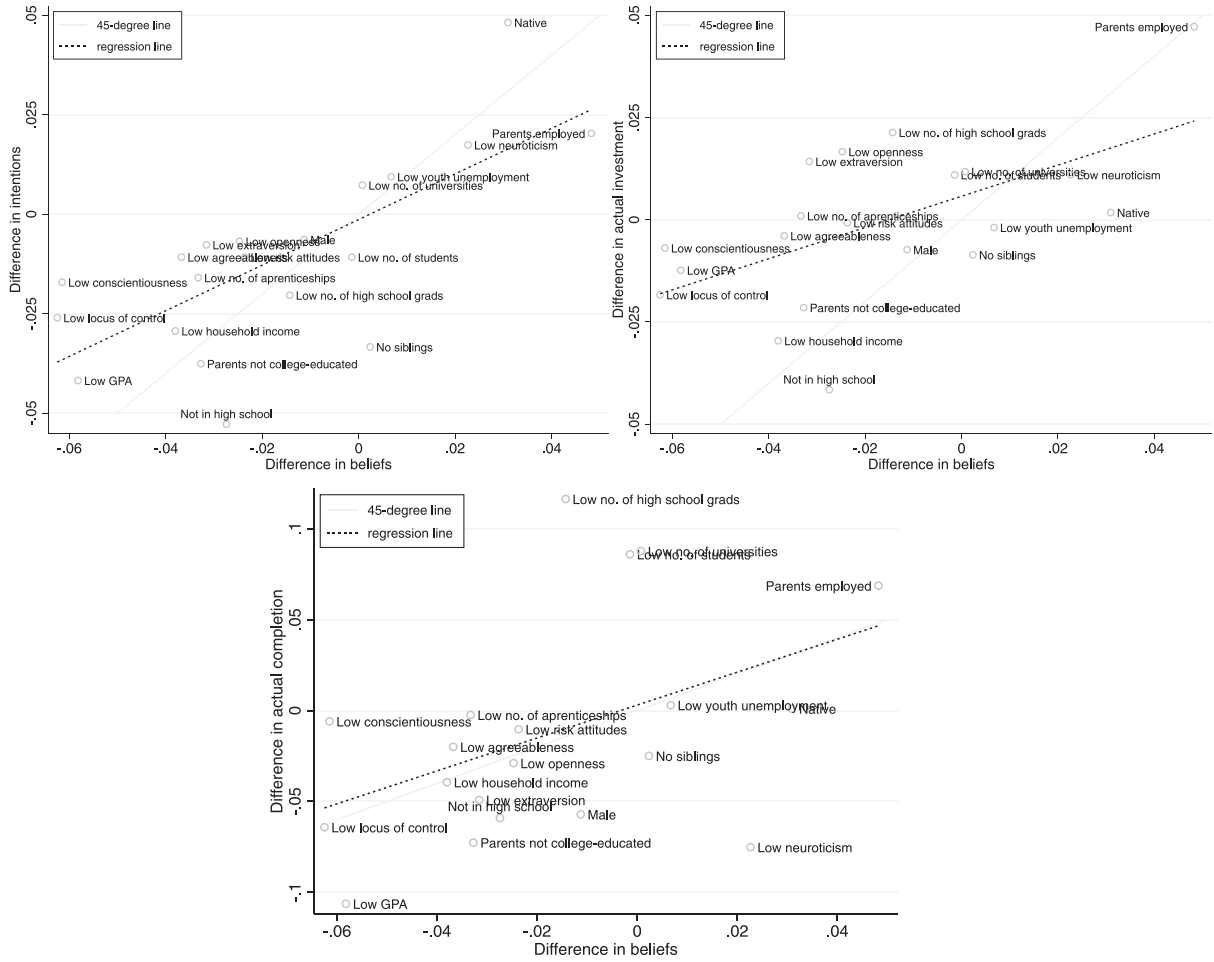 45-degree line
regression line
Native
Parents employed
Low neuroticism
Low youth unemployment
Low no. of universities
Male
Low openness
Low extraversion
Low agreeableness
Low risk attitudes
Low no. of students
Low no. of aprenticeships
Low conscientiousness
Low no. of high school grads
Low locus of control
Low household income
No siblings
Parents not college-educated
Low GPA
Not in high school
Difference in intentions
.05
.025
0
-.025
-.05
-.06
-.04
-.02
0
.02
.04
Difference in beliefs
45-degree line
regression line
Parents employed
Low no. of high school grads
Low openness
Low extraversion
Low no. of universities
Low no. of students
Low neuroticism
Low no. of aprenticeships
Native
Low risk attitudes
Low youth unemployment
Low agreeableness
Low conscientiousness
Male
No siblings
Low GPA
Low locus of control
Parents not college-educated
Low household income
Not in high school
Difference in actual investment
.05
.025
0
-.025
-.05
-.06
-.04
-.02
0
.02
.04
Difference in beliefs
45-degree line
regression line
Low no. of high school grads
Low no. of universities
Low no. of students
Parents employed
Low youth unemployment
Native
Low no. of aprenticeships
Low conscientiousness
Low risk attitudes
Low agreeableness
No siblings
Low openness
Low household income
Low extraversion
Not in high school
Male
Low locus of control
Parents not college-educated
Low neuroticism
Low GPA
Difference in actual completion
.1
.05
0
-.05
-.1
-.06
-.04
-.02
0
.02
.04
Difference in beliefs